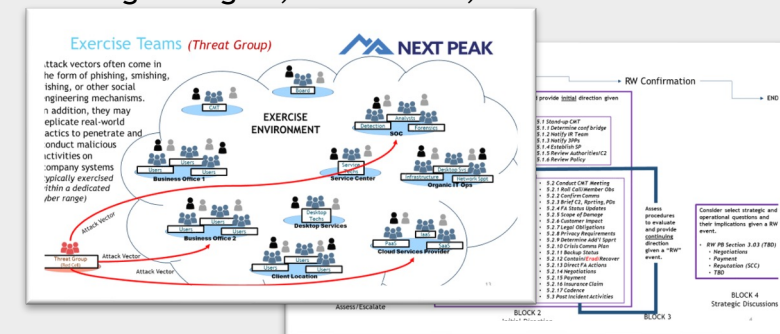 Exercise Teams (Threat Group)
NEXT PEAK
ttack vectors often come in
he form of phishing, smishing,
ishing, or other social
ngineering mechanisms.
n addition, they may
eplicate real-world
actics to penetrate and
onduct malicious
ctivities on
ompany systems
ypically exercised
ithin a dedicated
yber range)
EXERCISE
ENVIRONMENT
CMT
Board
Detection
Analysts
Forensics
SOC
Users
Users
Users
Business Office 1
Service
Service Center
Infrastructure
Desktop Svcs
Network Sppt
Organic IT Ops
Users
Users
Users
Business Office 2
Desktop
Techs
Desktop Services
PaaS
SaaS
IaaS
Cloud Services Provider
Users
Users
Users
Client Location
Threat Group
Attack Vector
Attack Vector
Attack Vector
RW Confirmation
END
provide initial direction given
5.1 Stand-up CMT
5.1.1 Determine conf bridge
5.1.2 Notify IR Team
5.1.3 Notify 3PPs
5.1.4 Establish SP
5.1.5 Review Authorities/C2
5.1.6 Review Policy
5.2 Conduct CMT Meeting
5.2.1 Roll Call/Member Obs
5.2.2 Confirm Comms
5.2.3 Brief C2, Rprting, PDs
5.2.4 FA Status Updates
5.2.5 Scope of Damage
5.2.6 Customer Impact
5.2.7 Legal Obligations
5.2.8 Privacy Requirements
5.2.9 Determine Add'l Spprt
5.2.10 Crisis Comms Plan
5.2.11 Backup Status
5.2.12 Contain/Eradi/Recover
5.2.13 Direct FA Actions
5.2.14 Negotiations
5.2.15 Payment
5.2.16 Insurance Claim
5.2.17 Cadence
5.3 Post Incident Activities
Assess
procedures
to evaluate
and provide
continuing
direction
given a "RW"
event.
Consider select strategic and
operational questions and
their implications given a RW
event.
RW PB Section 3.03 (TBD)
Negotiations
Payment
Reputation (SCC)
TBD
Assess/Escalate
BLOCK 2
BLOCK 3
BLOCK 4
Strategic Discussions